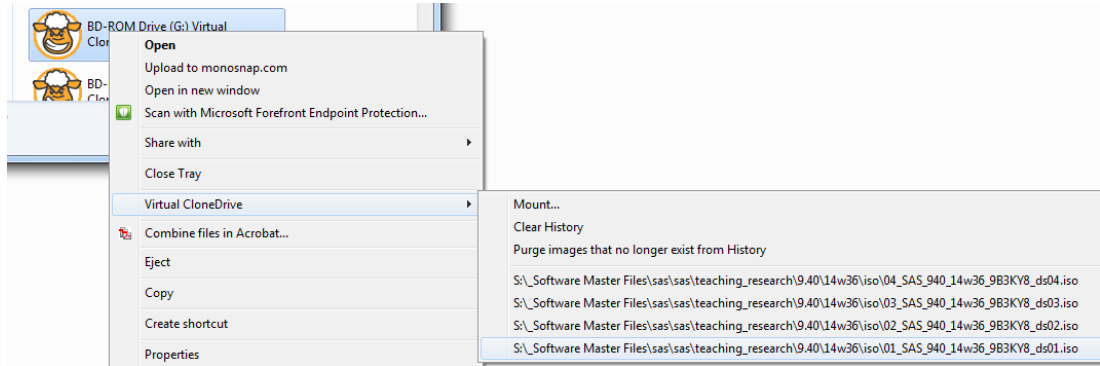 BD-ROM Drive (G:) Virtual
Clo
BD-
Clo
Open
Upload to monosnap.com
Open in new window
Scan with Microsoft Forefront Endpoint Protection...
Share with
Close Tray
Virtual CloneDrive
Combine files in Acrobat...
Eject
Copy
Create shortcut
Properties
Mount...
Clear History
Purge images that no longer exist from History
S:\_Software Master Files\sas\sas\teaching_research\9.40\14w36\iso\04_SAS_940_14w36_9B3KY8_ds04.iso
S:\_Software Master Files\sas\sas\teaching_research\9.40\14w36\iso\03_SAS_940_14w36_9B3KY8_ds03.iso
S:\_Software Master Files\sas\sas\teaching_research\9.40\14w36\iso\02_SAS_940_14w36_9B3KY8_ds02.iso
S:\_Software Master Files\sas\sas\teaching_research\9.40\14w36\iso\01_SAS_940_14w36_9B3KY8_ds01.iso